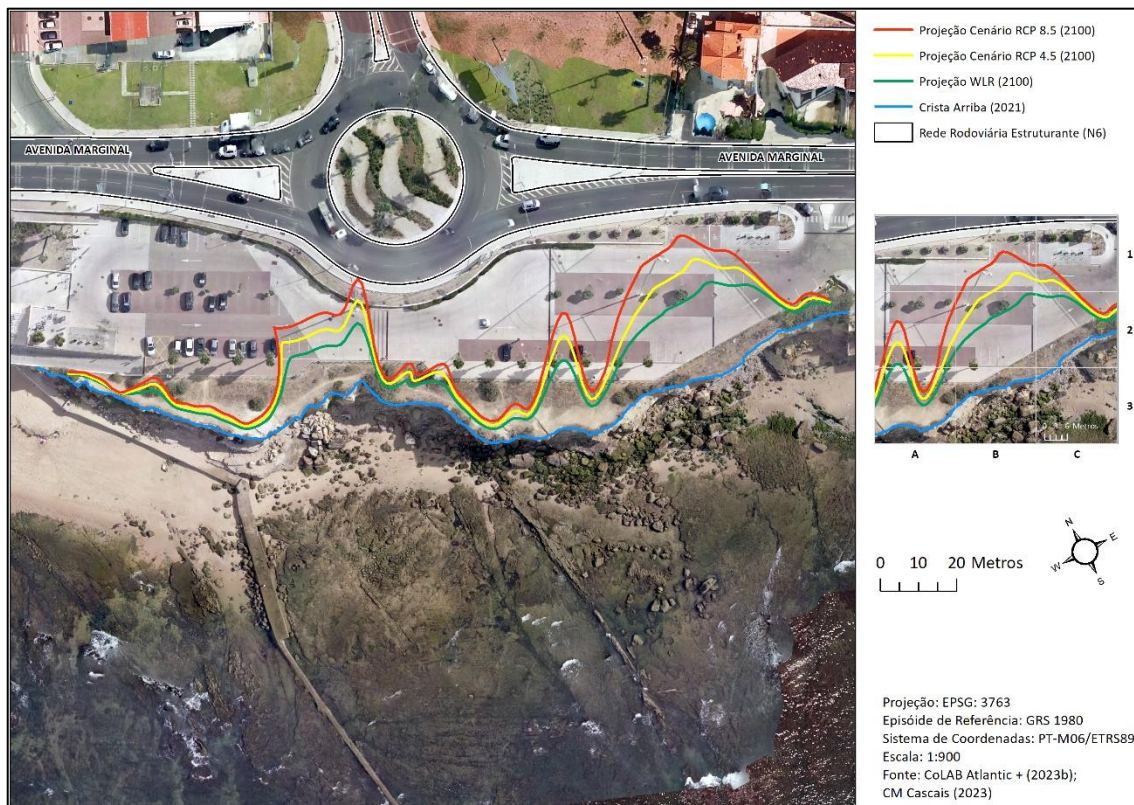 Projeção Cenário RCP 8.5 (2100)
Projeção Cenário RCP 4.5 (2100)
Projeção WLR (2100)
Crista Arriba (2021)
Rede Rodoviária Estruturante (N6)
AVENIDA MARGINAL
AVENIDA MARGINAL
1
2
3
Metros
A
B
C
N
E
W
S
0 10 20 Metros
Projeção: EPSG: 3763
Episóide de Referência: GRS 1980
Sistema de Coordenadas: PT-M06/ETRS89
Escala: 1:900
Fonte: CoLAB Atlantic + (2023b);
CM Cascais (2023)